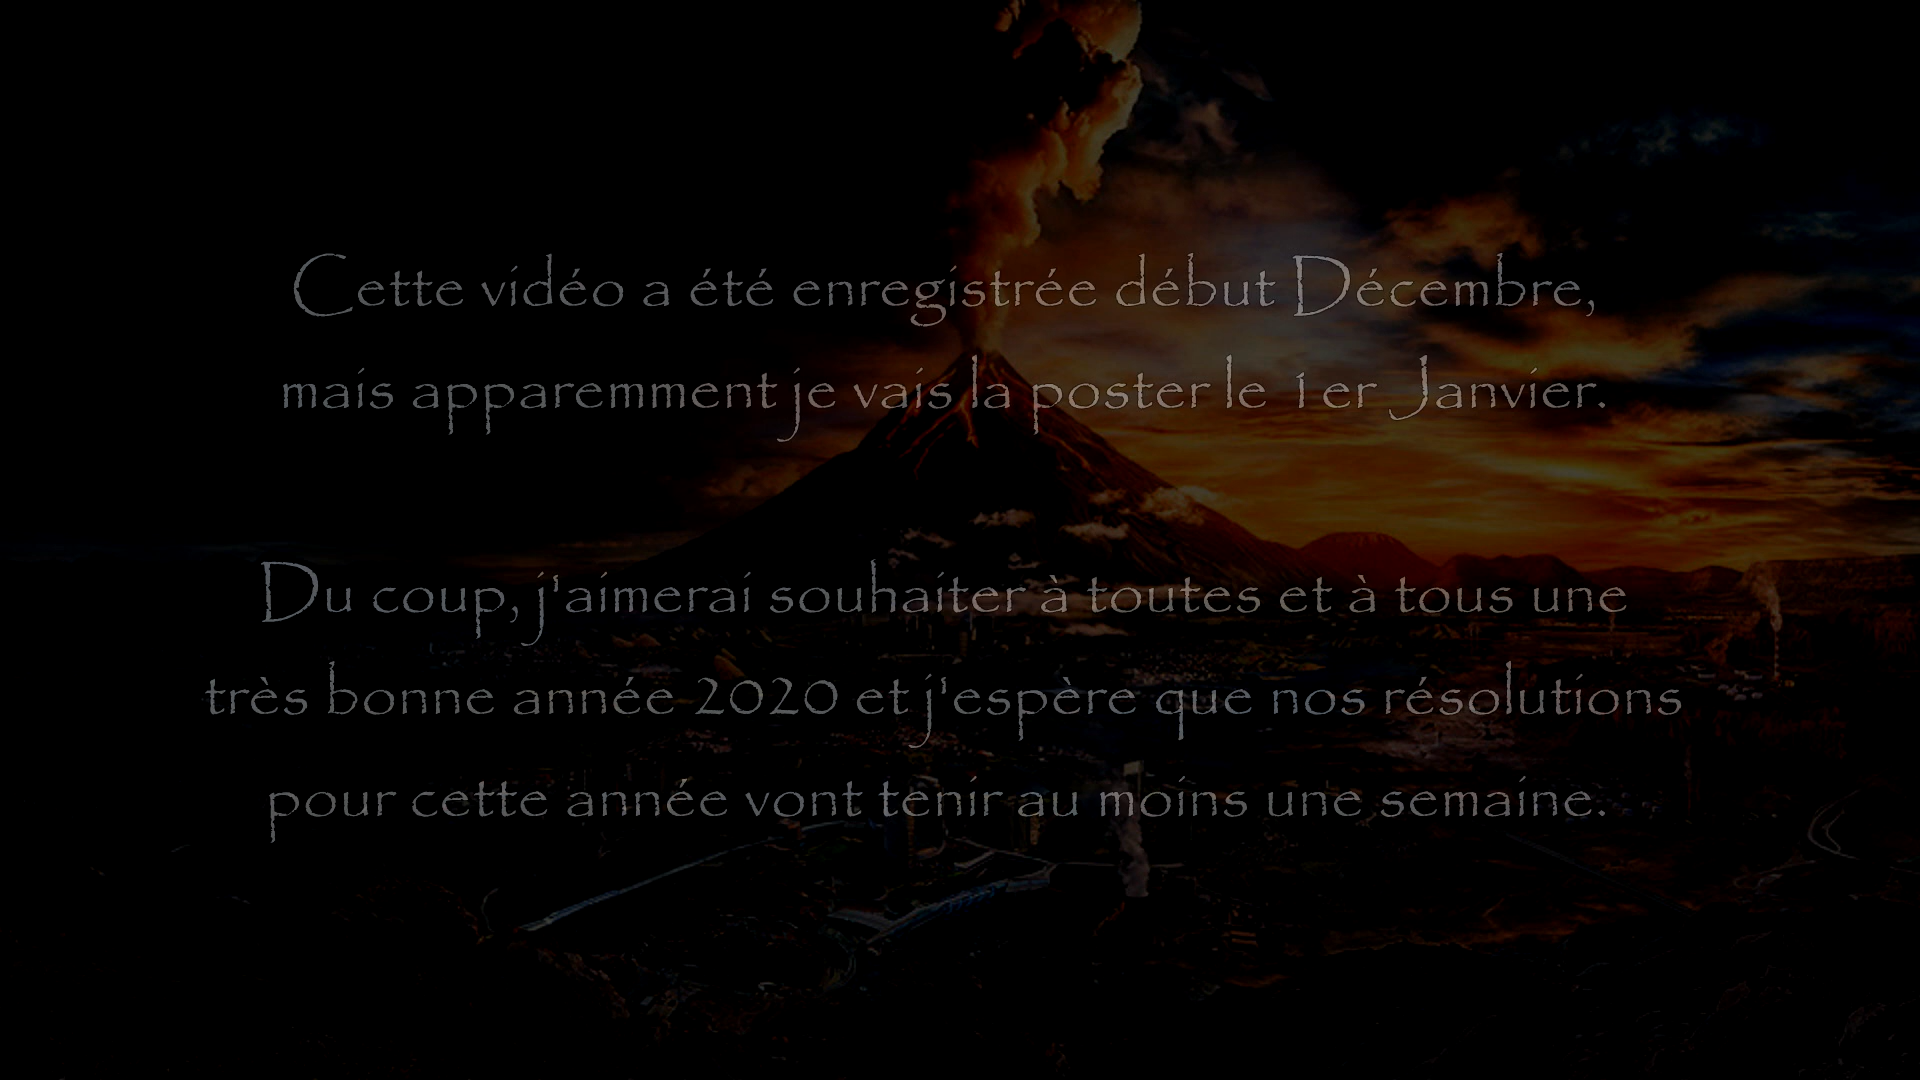 Cette vidéo a été enregistrée début Décembre,
mais apparemment je vais la poster le 1er Janvier.
Du coup, j'aimerai souhaiter à toutes et à tous une
très bonne année 2020 et j'espère que nos résolutions
pour cette année vont tenir au moins une semaine.